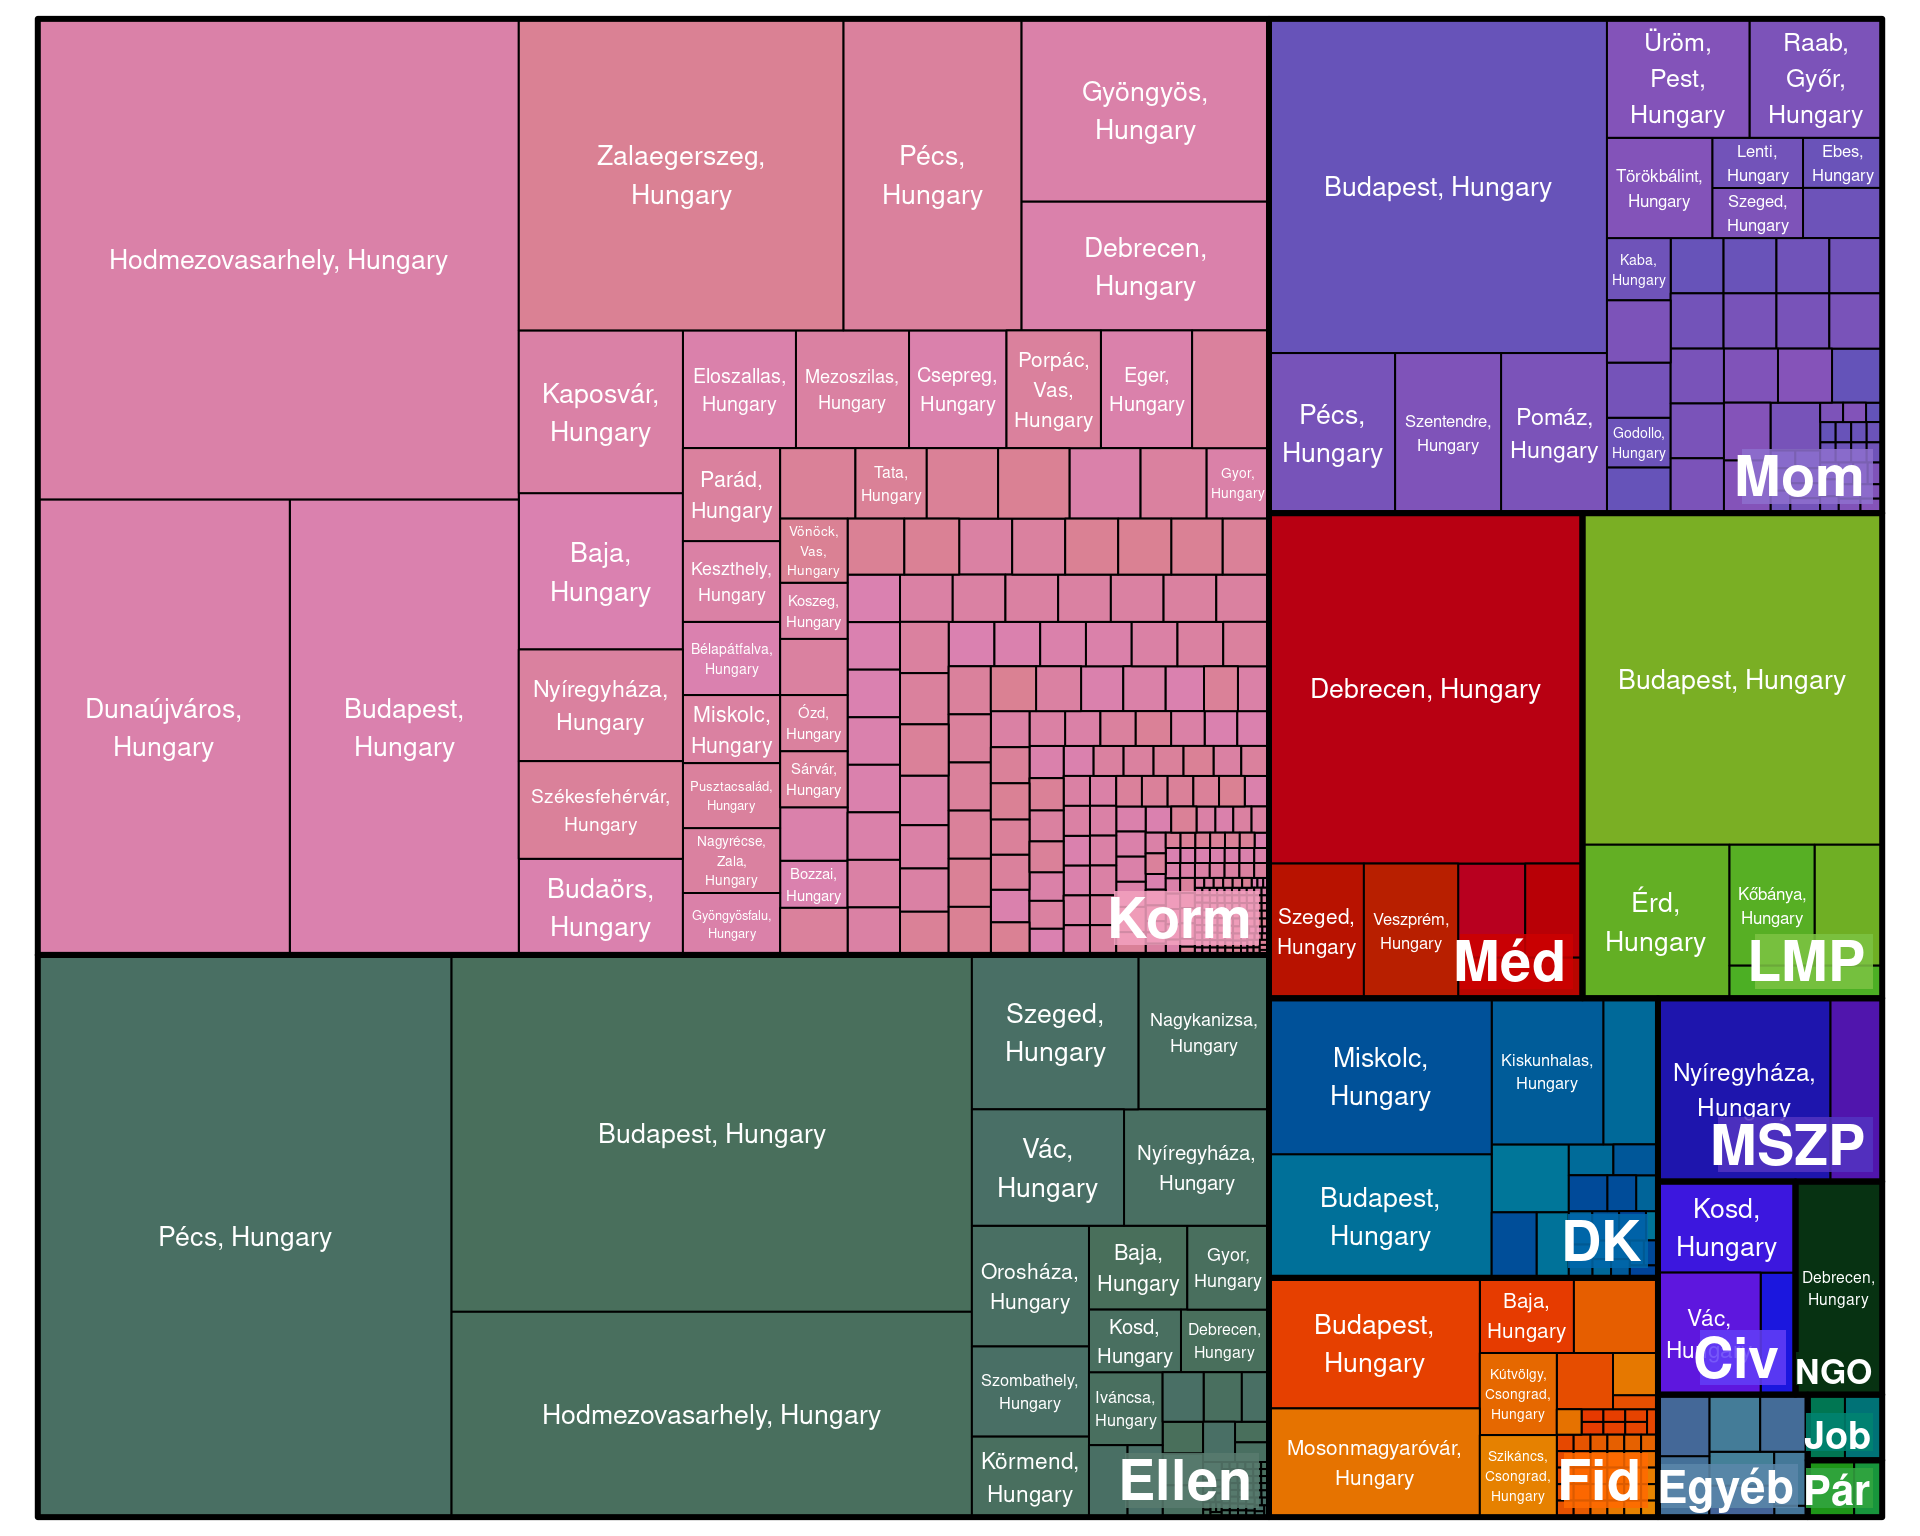 Hodmezovasarhely, Hungary
Zalaegerszeg,
Hungary
Pécs,
Hungary
Gyöngyös,
Hungary
Debrecen,
Hungary
Dunaújváros,
Hungary
Budapest,
Hungary
Kaposvár,
Hungary
Baja,
Hungary
Nyíregyháza,
Hungary
Székesfehérvár,
Hungary
Budaörs,
Hungary
Eloszallas,
Hungary
Mezoszilas,
Hungary
Csepreg,
Hungary
Porpác,
Vas,
Hungary
Eger,
Hungary
Parád,
Hungary
Keszthely,
Hungary
Bélapátfalva,
Hungary
Miskolc,
Hungary
Pusztacsalád,
Hungary
Nagyrécse,
Zala,
Hungary
Gyöngyösfalu,
Hungary
Tata,
Hungary
Gyor,
Hungary
Vönöck,
Vas,
Hungary
Koszeg,
Hungary
Ózd,
Hungary
Sárvár,
Hungary
Bozzai,
Hungary
Korm
Pécs, Hungary
Budapest, Hungary
Hodmezovasarhely, Hungary
Szeged,
Hungary
Nagykanizsa,
Hungary
Vác,
Hungary
Nyíregyháza,
Hungary
Orosháza,
Hungary
Baja,
Hungary
Gyor,
Hungary
Kosd,
Hungary
Debrecen,
Hungary
Szombathely,
Hungary
Iváncsa,
Hungary
Körmend,
Hungary
Ellen
Budapest, Hungary
Üröm,
Pest,
Hungary
Raab,
Győr,
Hungary
Törökbálint,
Hungary
Lenti,
Hungary
Ebes,
Hungary
Szeged,
Hungary
Kaba,
Hungary
Godollo,
Hungary
Pécs,
Hungary
Szentendre,
Hungary
Pomáz,
Hungary
Mom
Debrecen, Hungary
Szeged,
Hungary
Veszprém,
Hungary
Méd
Budapest, Hungary
Érd,
Hungary
Kőbánya,
Hungary
LMP
Miskolc,
Hungary
Kiskunhalas,
Hungary
Budapest,
Hungary
DK
Nyíregyháza,
Hungary
MSZP
Kosd,
Hungary
Vác,
Hungary
Civ
Debrecen,
Hungary
NGO
Budapest,
Hungary
Baja,
Hungary
Kútvölgy,
Csongrad,
Hungary
Mosonmagyaróvár,
Hungary
Szikáncs,
Csongrad,
Hungary
Fid
Egyéb
Job
Pár